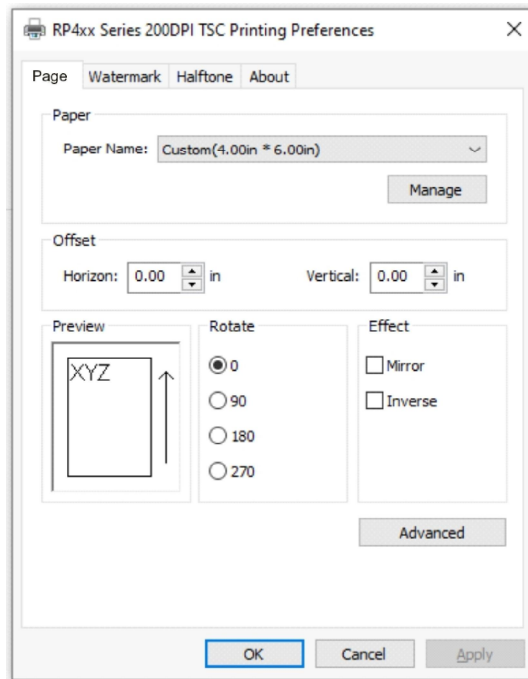 RP4xx Series 200DPI TSC Printing Preferences
Page Watermark Halftone About
Paper
Paper Name: Custom(4.00in * 6.00in)
Manage
Offset
Horizon: 0.00 in Vertical: 0.00 in
Preview Rotate Effect
XYZ 0 Mirror
90 Inverse
180
270
Advanced
OK Cancel Apply